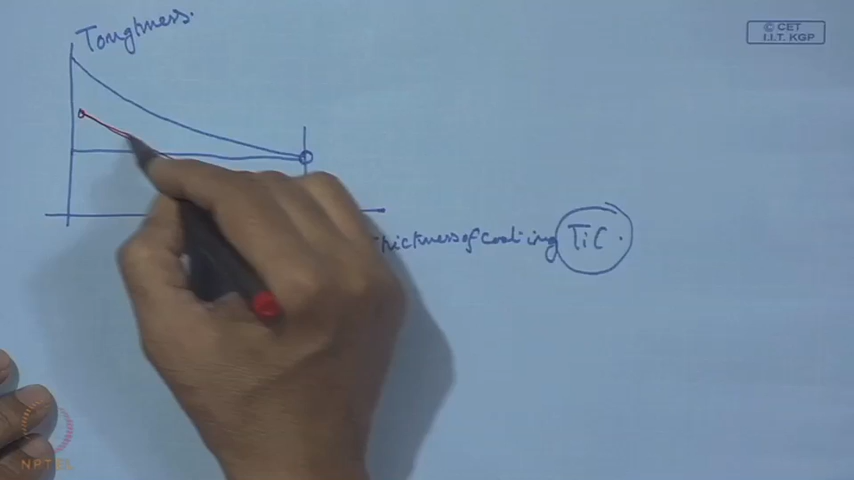 Toughness.
© CET
I.I.T. KGP
Thickness of coating TiC.
NPTEL